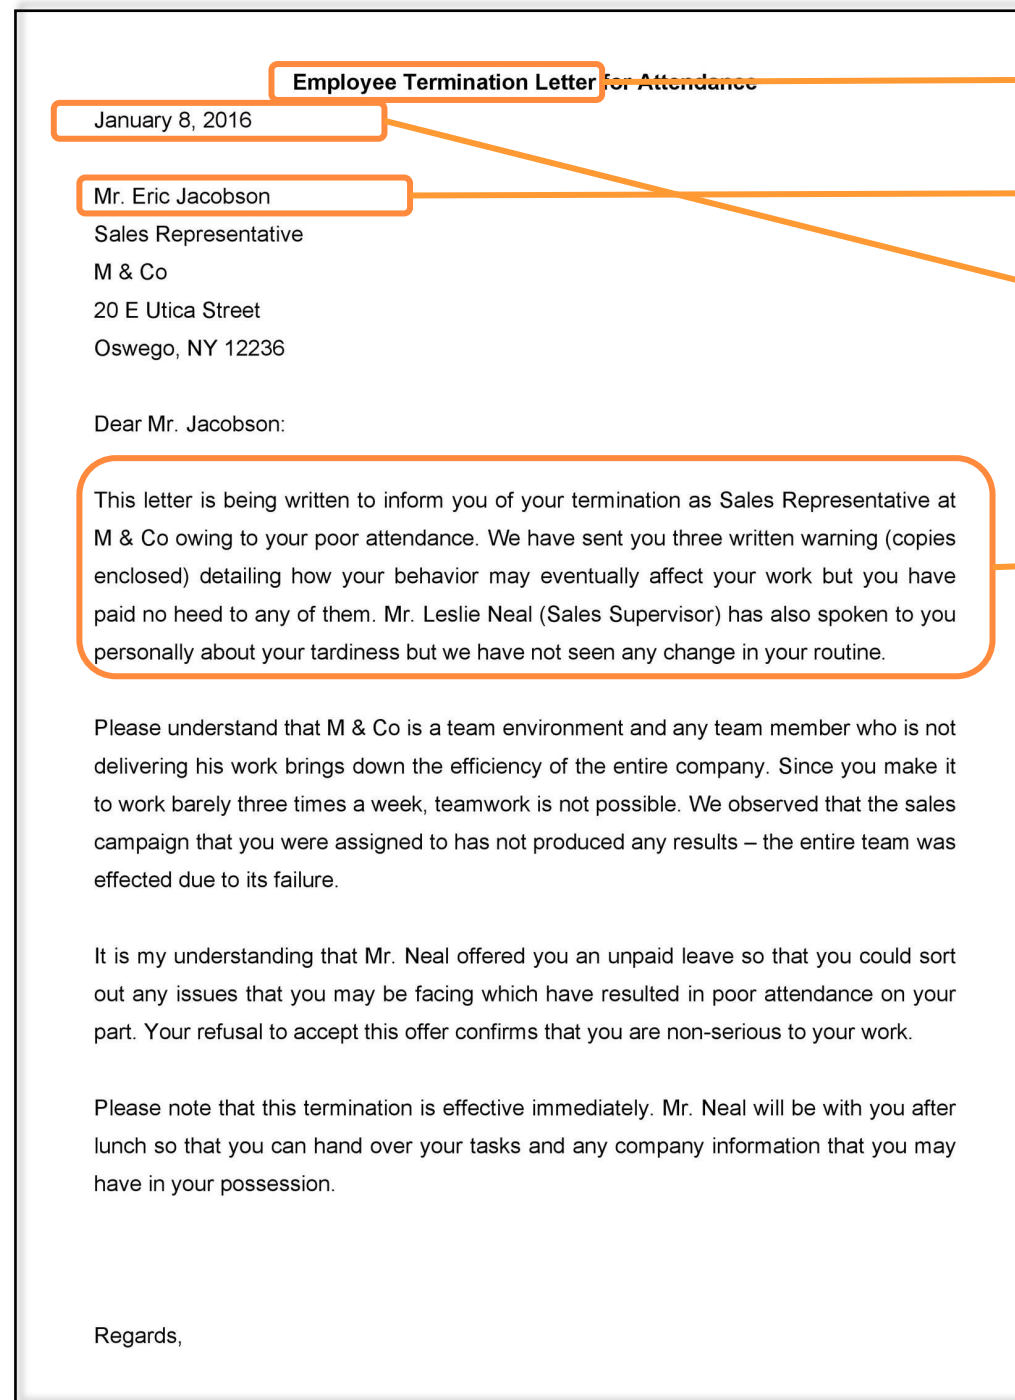 Employee Termination Letter for Attendance
January 8, 2016
Mr. Eric Jacobson
Sales Representative
M & Co
20 E Utica Street
Oswego, NY 12236
Dear Mr. Jacobson:
This letter is being written to inform you of your termination as Sales Representative at
M & Co owing to your poor attendance. We have sent you three written warning (copies
enclosed) detailing how your behavior may eventually affect your work but you have
paid no heed to any of them. Mr. Leslie Neal (Sales Supervisor) has also spoken to you
personally about your tardiness but we have not seen any change in your routine.
Please understand that M & Co is a team environment and any team member who is not
delivering his work brings down the efficiency of the entire company. Since you make it
to work barely three times a week, teamwork is not possible. We observed that the sales
campaign that you were assigned to has not produced any results – the entire team was
effected due to its failure.
It is my understanding that Mr. Neal offered you an unpaid leave so that you could sort
out any issues that you may be facing which have resulted in poor attendance on your
part. Your refusal to accept this offer confirms that you are non-serious to your work.
Please note that this termination is effective immediately. Mr. Neal will be with you after
lunch so that you can hand over your tasks and any company information that you may
have in your possession.
Regards,